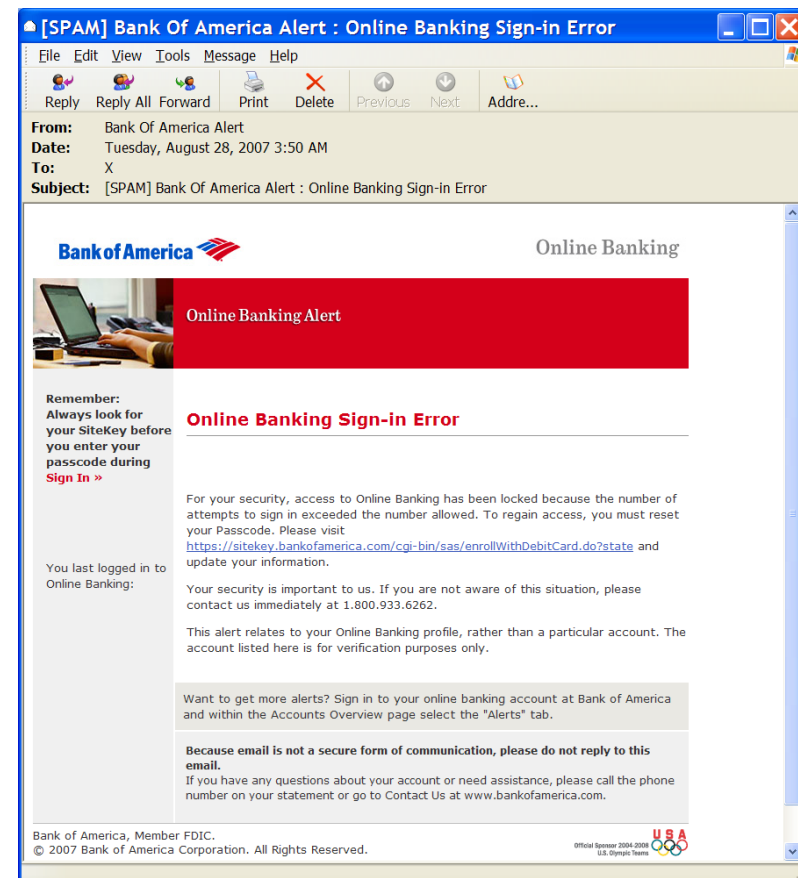 [SPAM] Bank Of America Alert : Online Banking Sign-in Error
File Edit View Tools Message Help
Reply Reply All Forward Print Delete Previous Next Addre...
From: Bank Of America Alert
Date: Tuesday, August 28, 2007 3:50 AM
To: X
Subject: [SPAM] Bank Of America Alert : Online Banking Sign-in Error
Bank of America
Online Banking
Online Banking Alert
Remember:
Always look for
your SiteKey before
you enter your
passcode during
Sign In »
You last logged in to
Online Banking:
Online Banking Sign-in Error
For your security, access to Online Banking has been locked because the number of
attempts to sign in exceeded the number allowed. To regain access, you must reset
your Passcode. Please visit
https://sitekey.bankofamerica.com/cgi-bin/sas/enrollWithDebitCard.do?state and
update your information.
Your security is important to us. If you are not aware of this situation, please
contact us immediately at 1.800.933.6262.
This alert relates to your Online Banking profile, rather than a particular account. The
account listed here is for verification purposes only.
Want to get more alerts? Sign in to your online banking account at Bank of America
and within the Accounts Overview page select the "Alerts" tab.
Because email is not a secure form of communication, please do not reply to this
email.
If you have any questions about your account or need assistance, please call the phone
number on your statement or go to Contact Us at www.bankofamerica.com.
Bank of America, Member FDIC.
© 2007 Bank of America Corporation. All Rights Reserved.
Official Sponsor 2004-2008
U.S. Olympic Teams
USA